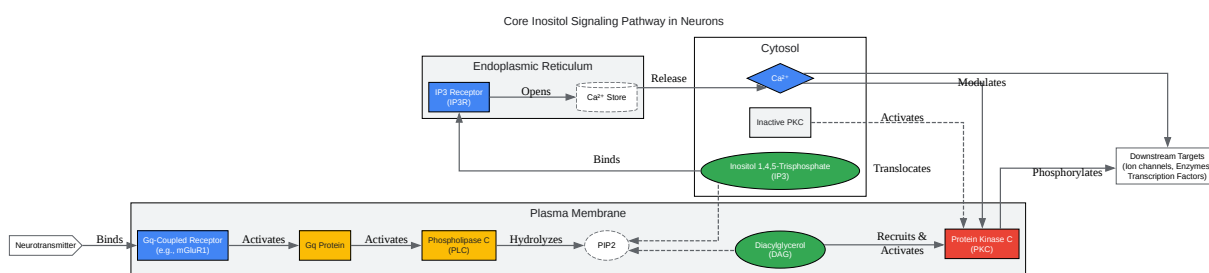 Core Inositol Signaling Pathway in Neurons
Cytosol
Endoplasmic Reticulum
Release
Ca²⁺
Modulates
IP3 Receptor
(IP3R)
Opens
Ca²⁺ Store
Inactive PKC
Activates
Binds
Inositol 1,4,5-Trisphosphate
(IP3)
Translocates
Phosphorylates
Downstream Targets
(Ion channels, Enzymes
Transcription Factors)
Plasma Membrane
Neurotransmitter
Binds
Gq-Coupled Receptor
(e.g., mGluR1)
Activates
Gq Protein
Activates
Phospholipase C
(PLC)
Hydrolyzes
PIP2
Diacylglycerol
(DAG)
Recruits &
Activates
Protein Kinase C
(PKC)